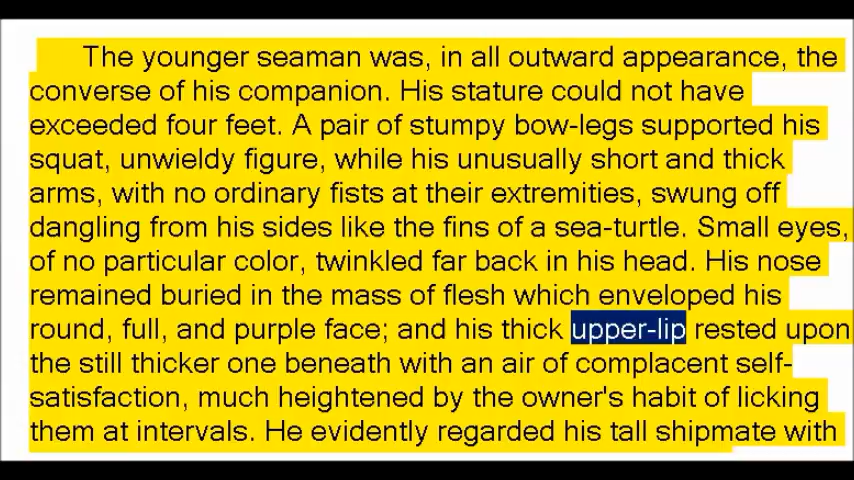 The younger seaman was, in all outward appearance, the
converse of his companion. His stature could not have
exceeded four feet. A pair of stumpy bow-legs supported his
squat, unwieldy figure, while his unusually short and thick
arms, with no ordinary fists at their extremities, swung off
dangling from his sides like the fins of a sea-turtle. Small eyes,
of no particular color, twinkled far back in his head. His nose
remained buried in the mass of flesh which enveloped his
round, full, and purple face; and his thick upper-lip rested upon
the still thicker one beneath with an air of complacent self-
satisfaction, much heightened by the owner's habit of licking
them at intervals. He evidently regarded his tall shipmate with